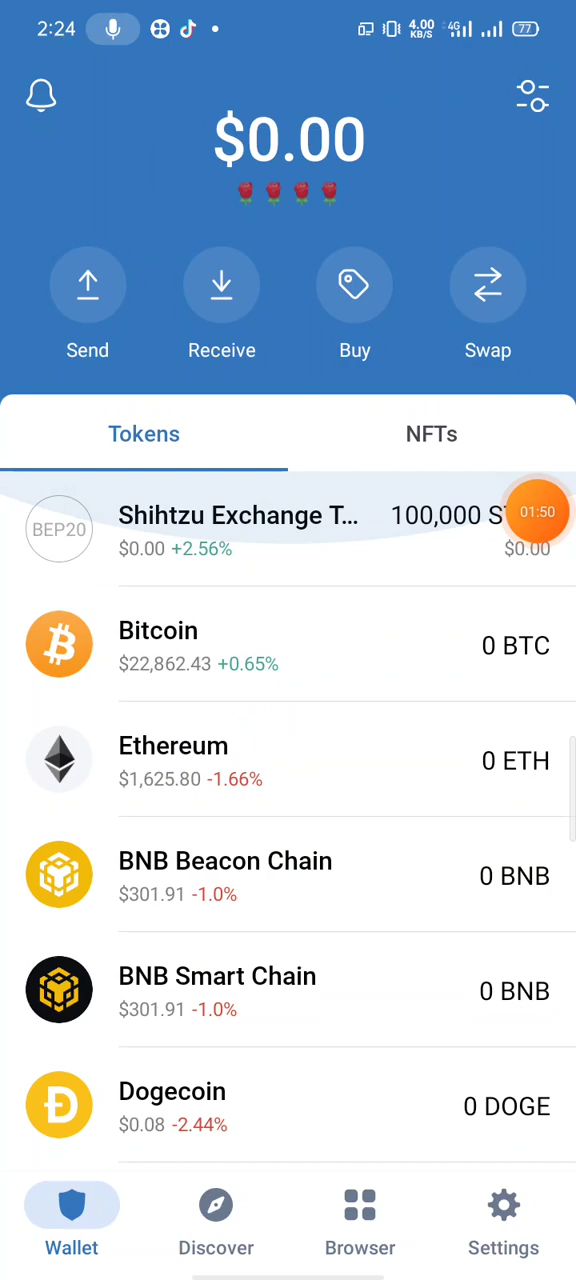 2:24
4.00 KB/S
4G
77
$0.00
🌹 🌹 🌹 🌹
Send
Receive
Buy
Swap
Tokens
NFTs
BEP20
Shihtzu Exchange T...
100,000
01:50
$0.00 +2.56%
$0.00
Bitcoin
0 BTC
$22,862.43 +0.65%
Ethereum
0 ETH
$1,625.80 -1.66%
BNB Beacon Chain
0 BNB
$301.91 -1.0%
BNB Smart Chain
0 BNB
$301.91 -1.0%
Dogecoin
0 DOGE
$0.08 -2.44%
Wallet
Discover
Browser
Settings